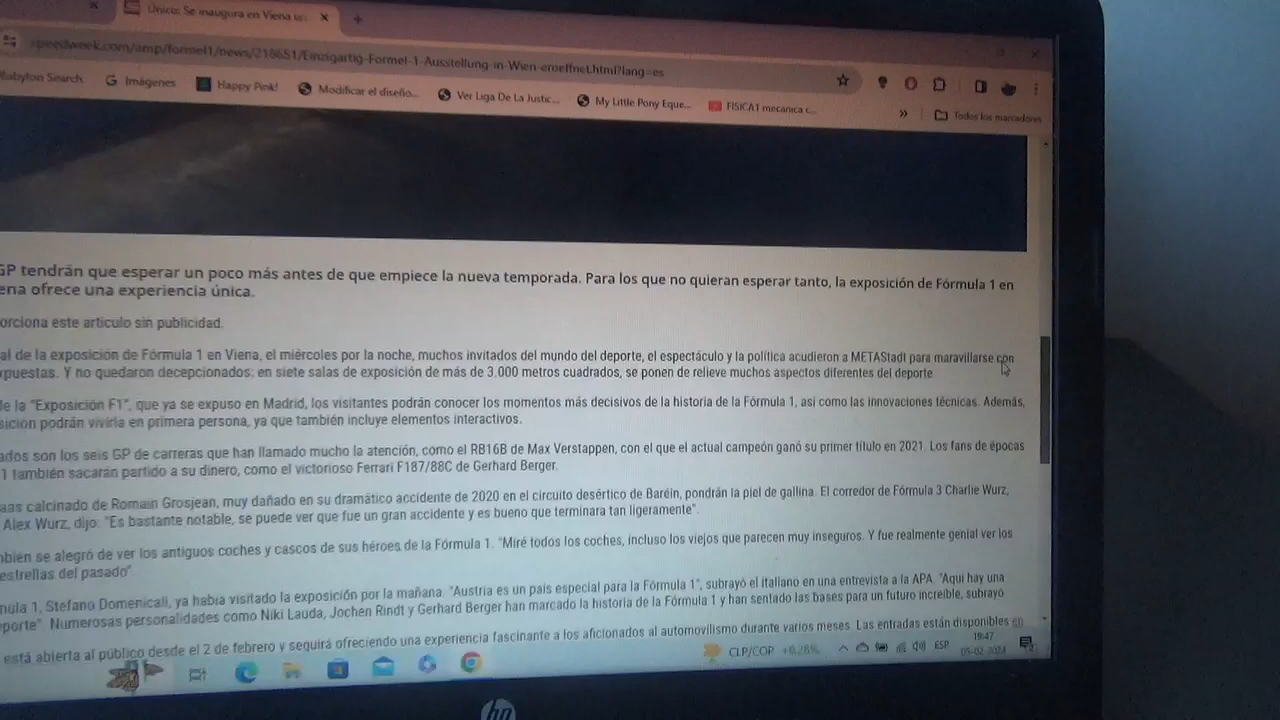 Único: Se inaugura en Viena un
speedweek.com/amp/formel1/news/218651/Einzigartig-Formel-1-Ausstellung-in-Wien-eroeffnet.html?lang=es
Babylon Search
Imágenes
Happy Pink!
Modificar el diseño...
Ver Liga De La Justic...
My Little Pony Eque...
FISICA1 mecanica c...
»
Todos los marcadores
GP tendrán que esperar un poco más antes de que empiece la nueva temporada. Para los que no quieran esperar tanto, la exposición de Fórmula 1 en
ena ofrece una experiencia única.
orciona este artículo sin publicidad.
al de la exposición de Fórmula 1 en Viena, el miércoles por la noche, muchos invitados del mundo del deporte, el espectáculo y la política acudieron a METAStadt para maravillarse con
puestas. Y no quedaron decepcionados: en siete salas de exposición de más de 3.000 metros cuadrados, se ponen de relieve muchos aspectos diferentes del deporte
de la "Exposición F1", que ya se expuso en Madrid, los visitantes podrán conocer los momentos más decisivos de la historia de la Fórmula 1, así como las innovaciones técnicas. Además,
sición podrán vivirla en primera persona, ya que también incluye elementos interactivos.
ados son los seis GP de carreras que han llamado mucho la atención, como el RB16B de Max Verstappen, con el que el actual campeón ganó su primer título en 2021. Los fans de épocas
1 también sacarán partido a su dinero, como el victorioso Ferrari F187/88C de Gerhard Berger.
aas calcinado de Romain Grosjean, muy dañado en su dramático accidente de 2020 en el circuito desértico de Baréin, pondrán la piel de gallina. El corredor de Fórmula 3 Charlie Wurz,
Alex Wurz, dijo: "Es bastante notable, se puede ver que fue un gran accidente y es bueno que terminara tan ligeramente".
mbién se alegró de ver los antiguos coches y cascos de sus héroes de la Fórmula 1. "Miré todos los coches, incluso los viejos que parecen muy inseguros. Y fue realmente genial ver los
estrellas del pasado"
mula 1, Stefano Domenicali, ya había visitado la exposición por la mañana. "Austria es un país especial para la Fórmula 1", subrayó el italiano en una entrevista a la APA. "Aquí hay una
porte". Numerosas personalidades como Niki Lauda, Jochen Rindt y Gerhard Berger han marcado la historia de la Fórmula 1 y han sentado las bases para un futuro increíble, subrayó
está abierta al público desde el 2 de febrero y seguirá ofreciendo una experiencia fascinante a los aficionados al automovilismo durante varios meses. Las entradas están disponibles en
CLP/COP +0,28%
ESP
19:47
05-02-2024
hp